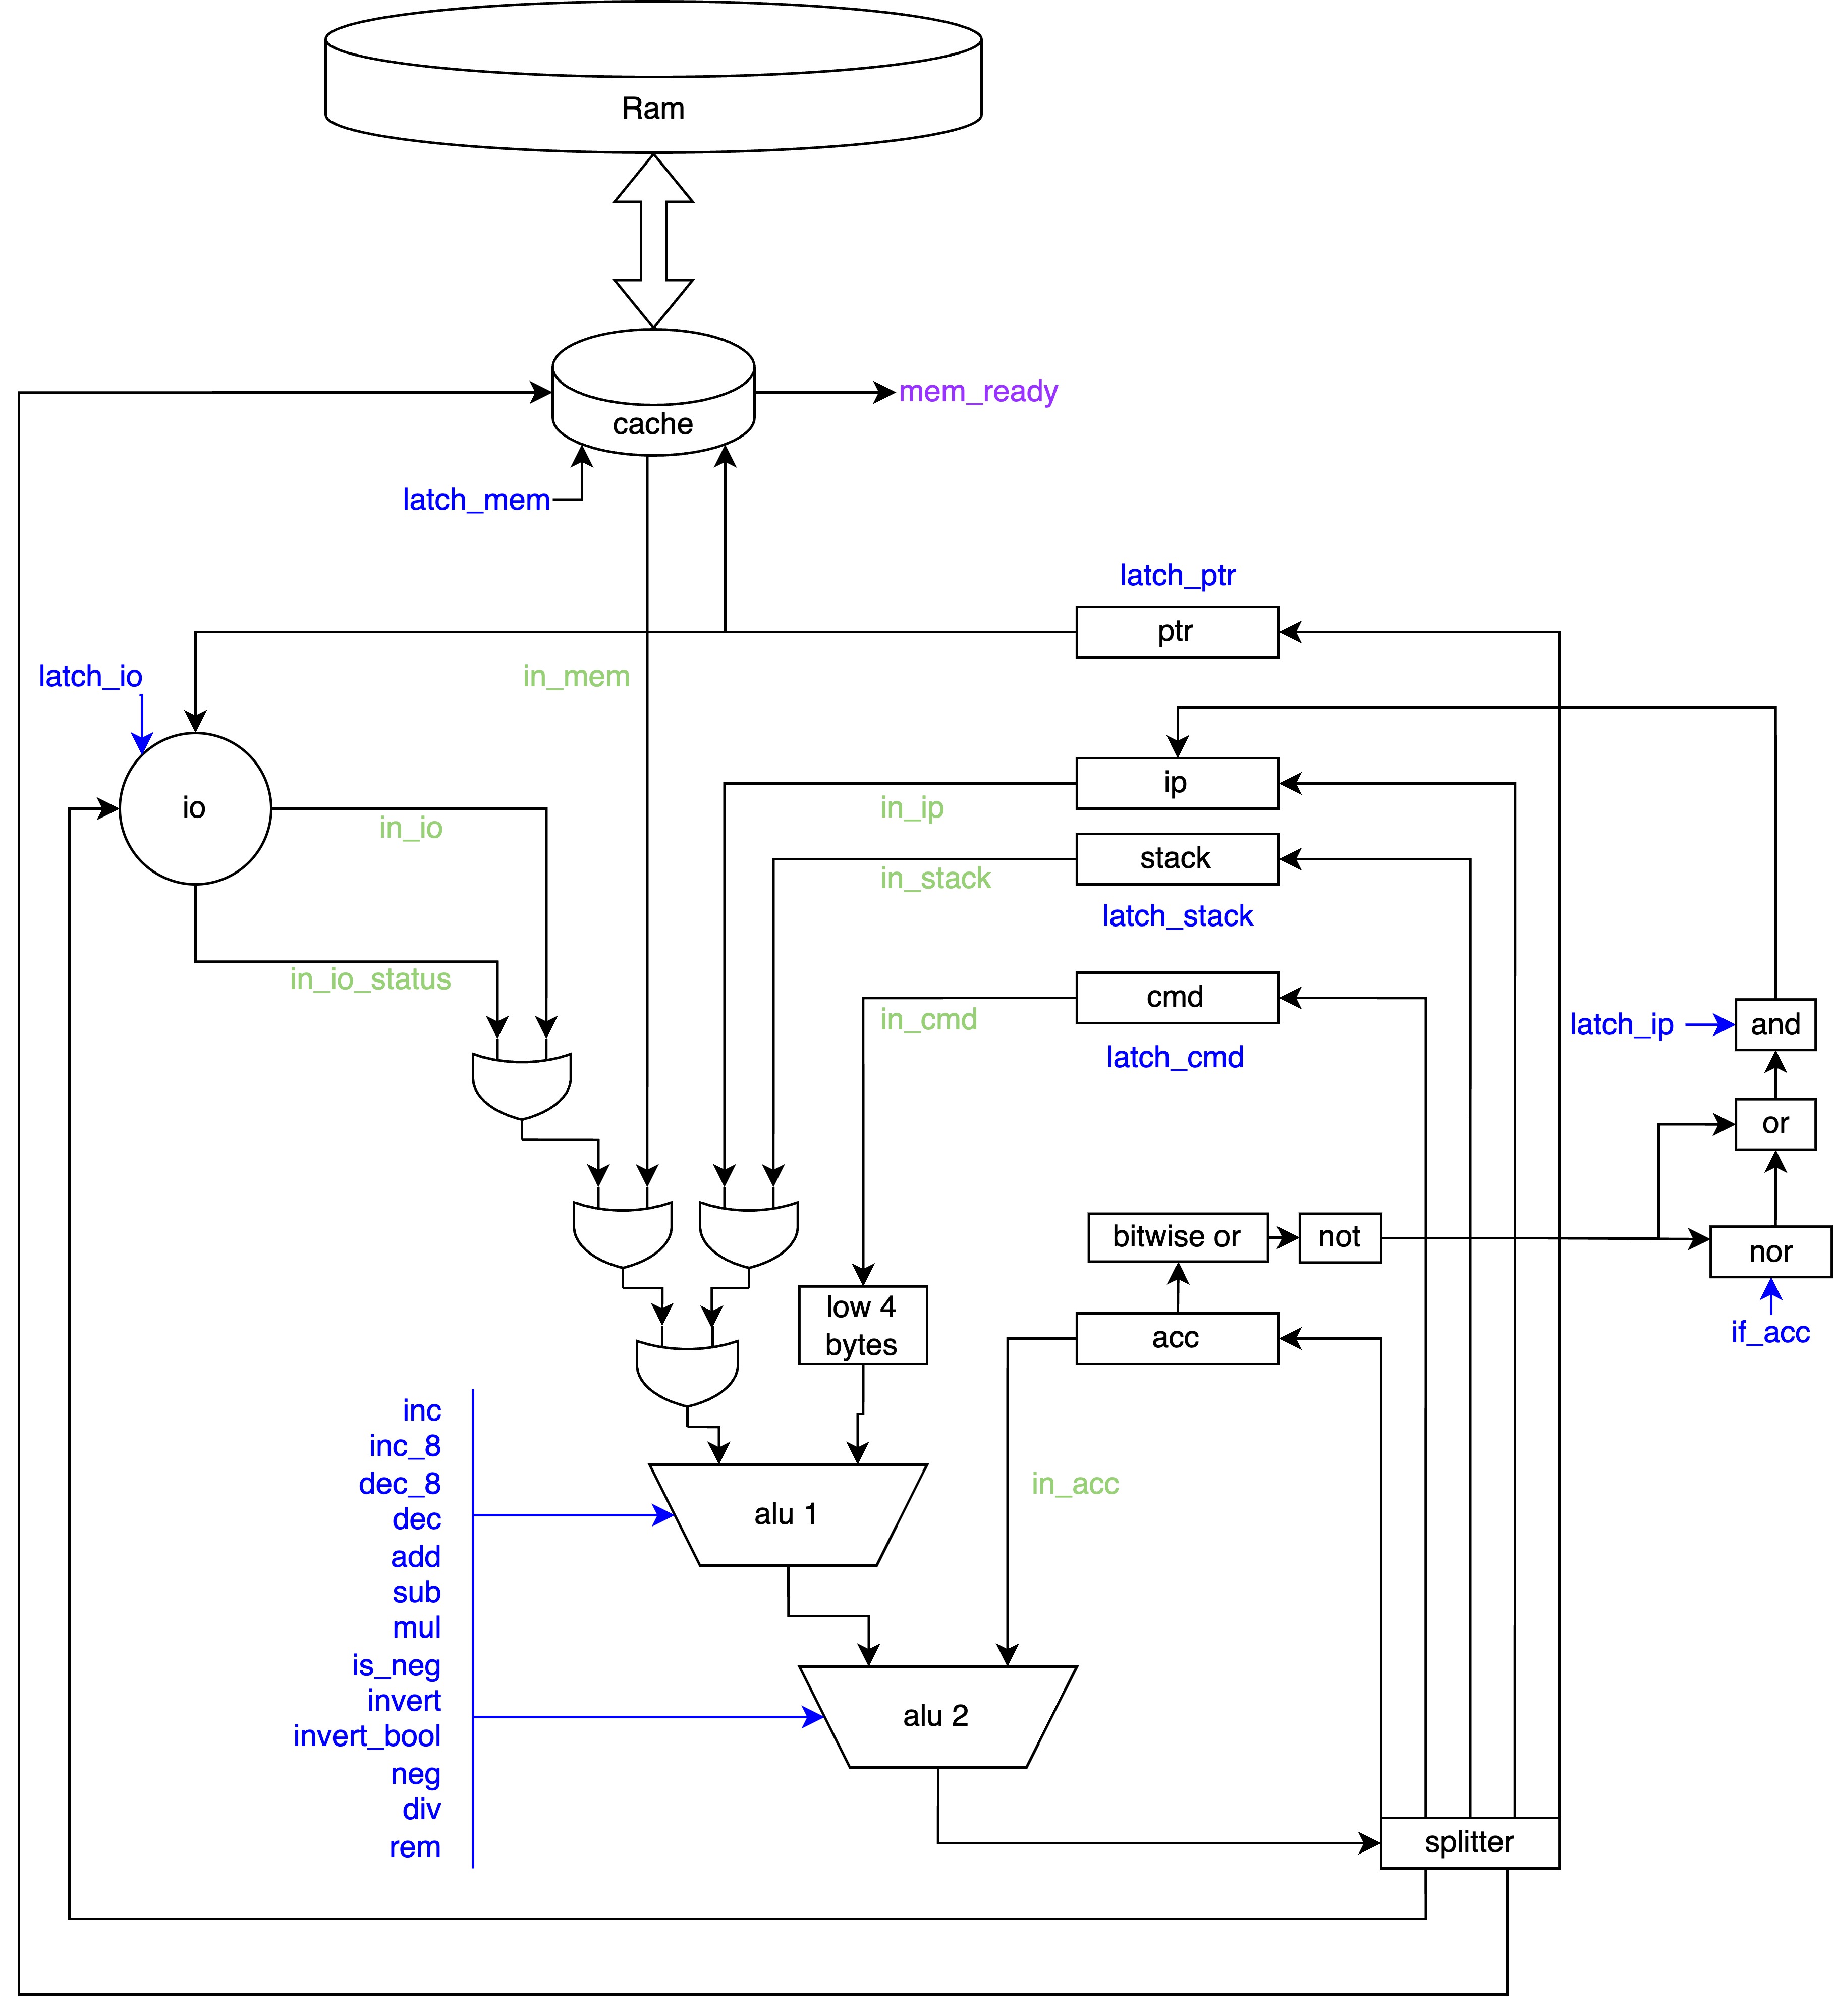 Ram
mem_ready
cache
latch_mem
latch_ptr
ptr
latch_io
in_mem
ip
io
in_ip
in_io
stack
in_stack
latch_stack
in_io_status
cmd
in_cmd
latch_ip
and
latch_cmd
or
bitwise or
not
nor
low 4
bytes
acc
if_acc
inc
inc_8
dec_8
in_acc
dec
alu 1
add
sub
mul
is_neg
invert
alu 2
invert_bool
neg
div
rem
splitter